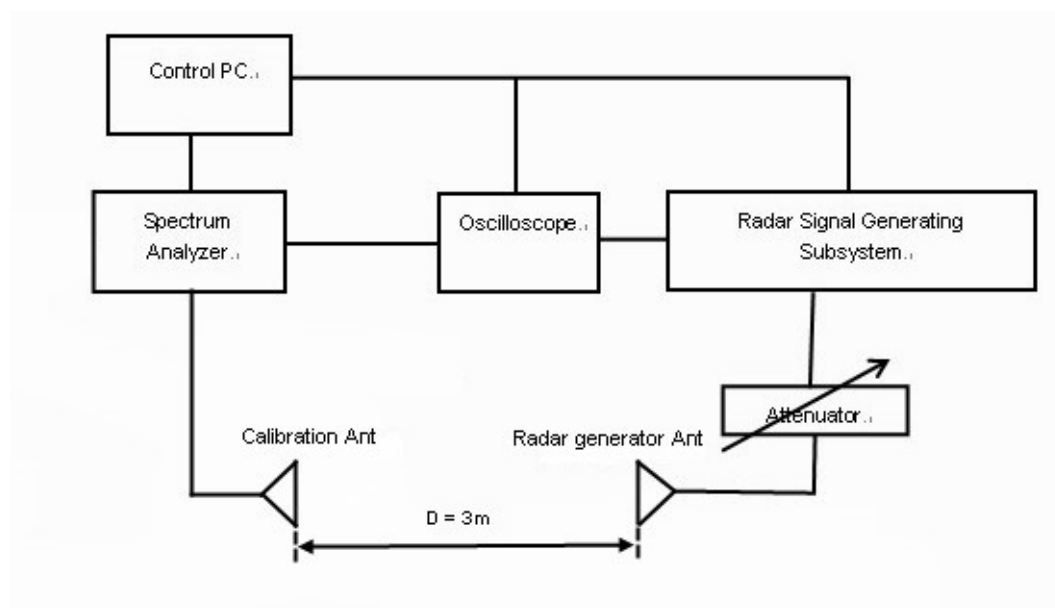 Control PC
Spectrum
Analyzer
Oscilloscope
Radar Signal Generating
Subsystem
Attenuator
Calibration Ant
Radar generator Ant
D = 3m